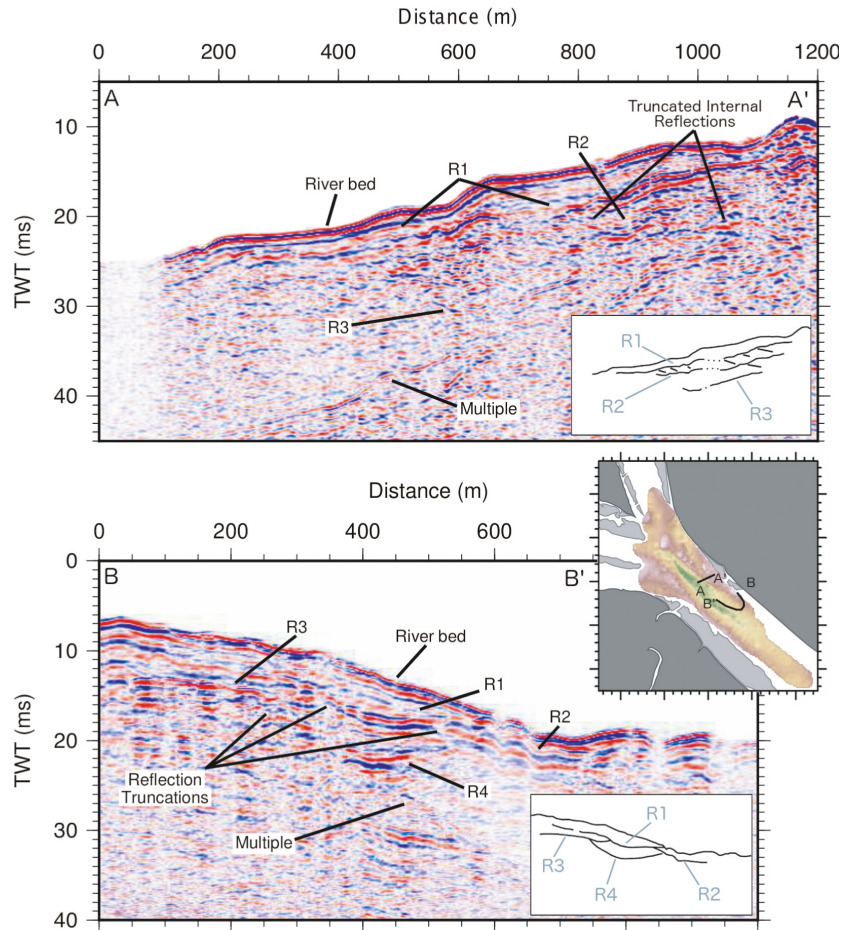 Distance (m)
0 200 400 600 800 1000 1200
A
A'
Truncated Internal
Reflections
R2
R1
River bed
10
20
30
40
TWT (ms)
R3
Multiple
R1
R2
R3
Distance (m)
0 200 400 600
B
B'
A'
A
B
B'
R3
River bed
R1
R2
0
10
20
30
40
TWT (ms)
Reflection
Truncations
R4
Multiple
R1
R3
R4
R2